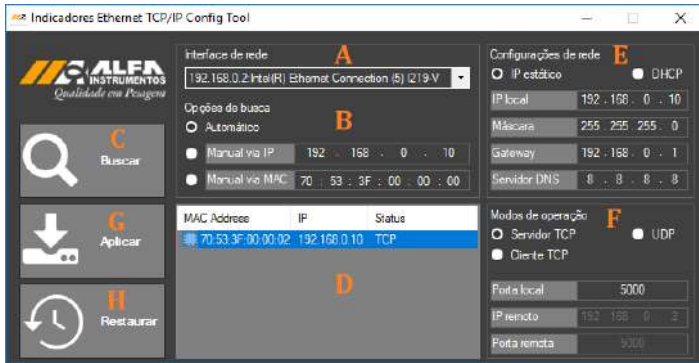 Indicadores Ethernet TCP/IP Config Tool
ALFA
INSTRUMENTOS
Qualidade em Pesagem
C
Buscar
G
Aplicar
H
Restaurar
Interface de rede
A
192.168.0.2:Intel(R) Ethernet Connection (5) I219-V
Opções de busca
B
Automático
Manual via IP 192 . 168 . 0 . 10
Manual via MAC 70 : 53 : 3F : 00 : 00 : 00
MAC Address IP Status
70:53:3F:00:00:02 192.168.0.10 TCP
D
Configurações de rede
E
IP estático DHCP
IP local 192 . 168 . 0 . 10
Máscara 255 . 255 . 255 . 0
Gateway 192 . 168 . 0 . 1
Servidor DNS 8 . 8 . 8 . 8
Modos de operação
F
Servidor TCP UDP
Cliente TCP
Porta local 5000
IP remoto 192 168 0 2
Porta remota 5000